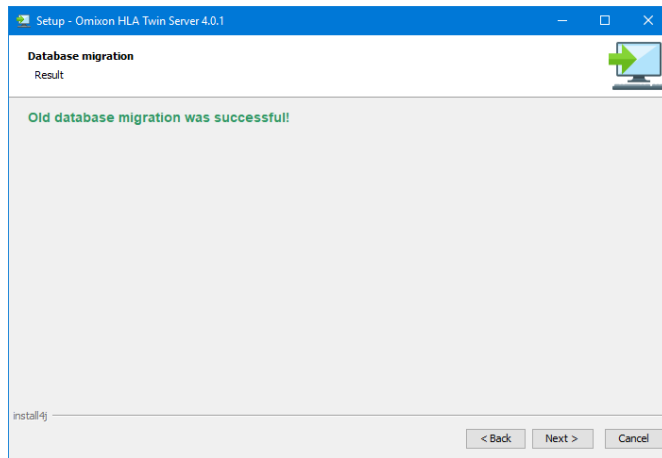 Setup - Omixon HLA Twin Server 4.0.1
Database migration
Result
Old database migration was successful!
install4j
< Back Next > Cancel